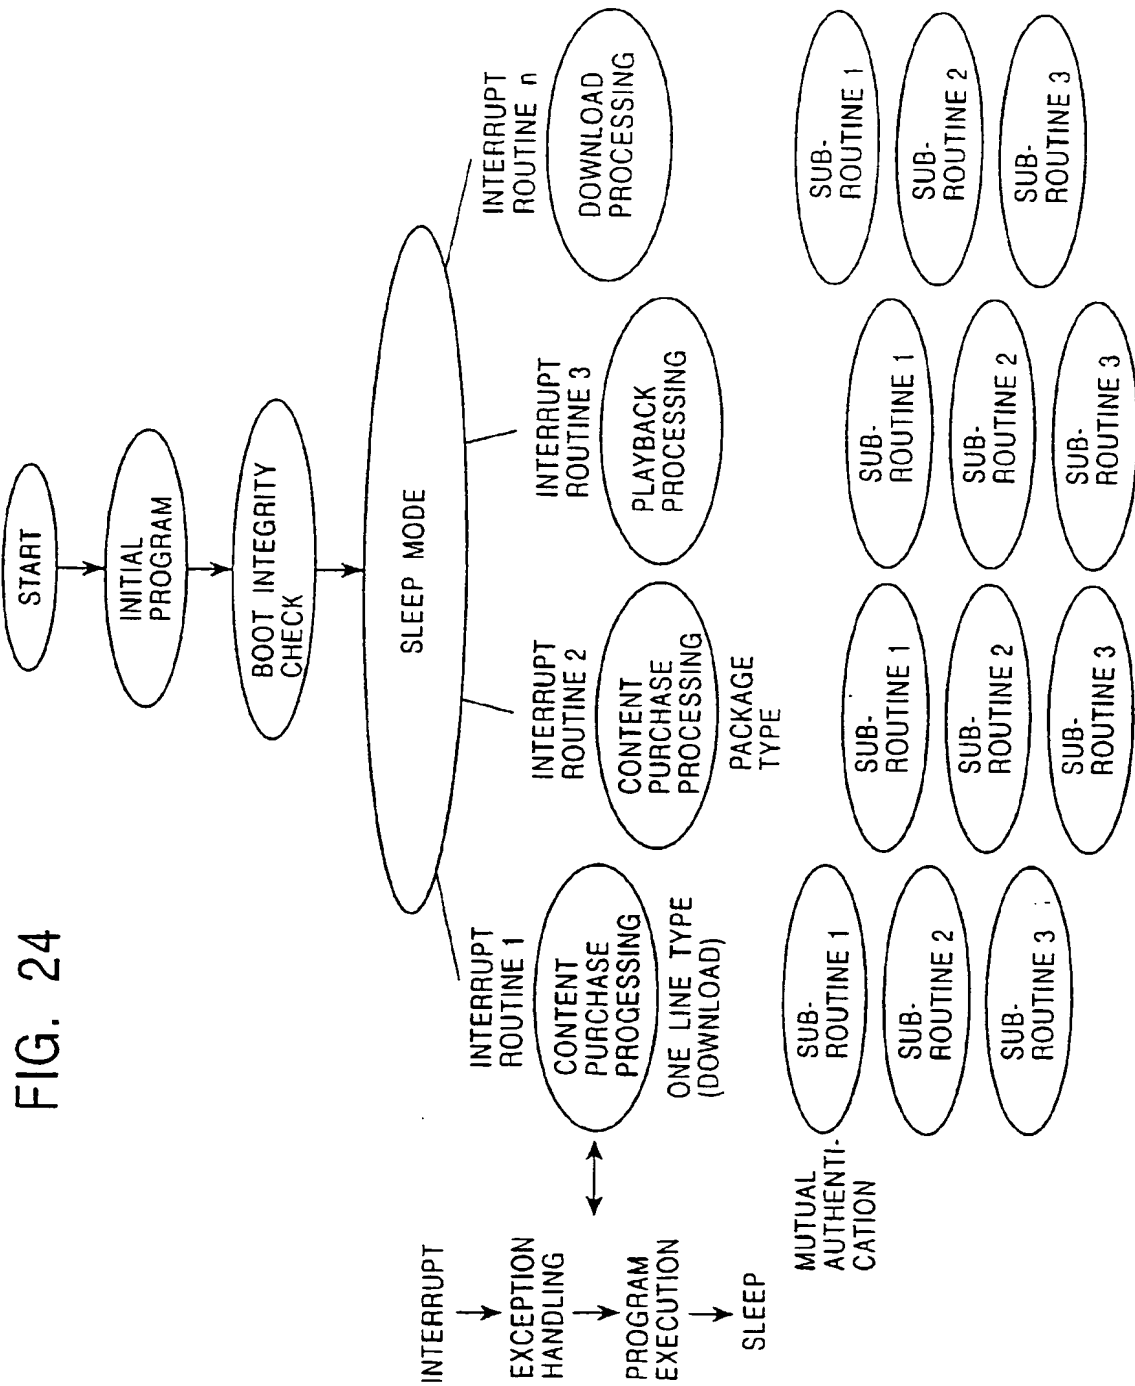 FIG. 24
START
INITIAL
PROGRAM
BOOT INTEGRITY
CHECK
SLEEP MODE
INTERRUPT
ROUTINE 1
CONTENT
PURCHASE
PROGESSING
ONE LINE TYPE
(DOWNLOAD)
INTERRUPT
ROUTINE 2
CONTENT
PURCHASE
PROCESSING
PACKAGE
TYPE
INTERRUPT
ROUTINE 3
PLAYBACK
PROCESSING
INTERRUPT
ROUTINE n
DOWNLOAD
PROCESSING
INTERRUPT
EXCEPTION
HANDLING
PROGRAM
EXECUTION
SLEEP
MUTUAL
AUTHENTI-
CATION
SUB-
ROUTINE 1
SUB-
ROUTINE 2
SUB-
ROUTINE 3
SUB-
ROUTINE 1
SUB-
ROUTINE 2
SUB-
ROUTINE 3
SUB-
ROUTINE 1
SUB-
ROUTINE 2
SUB-
ROUTINE 3
SUB-
ROUTINE 1
SUB-
ROUTINE 2
SUB-
ROUTINE 3